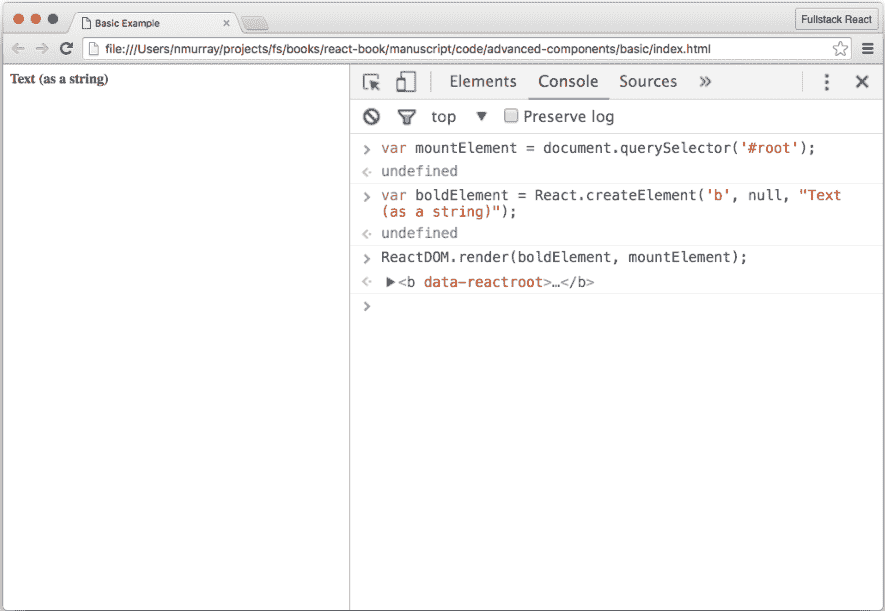 Basic Example
Fullstack React
file:///Users/nmurray/projects/fs/books/react-book/manuscript/code/advanced-components/basic/index.html
Text (as a string)
Elements Console Sources »
top ▼ Preserve log
> var mountElement = document.querySelector('#root');
undefined
> var boldElement = React.createElement('b', null, “Text
(as a string)");
undefined
> ReactDOM.render(boldElement, mountElement);
▶<b data-reactroot>…</b>
>